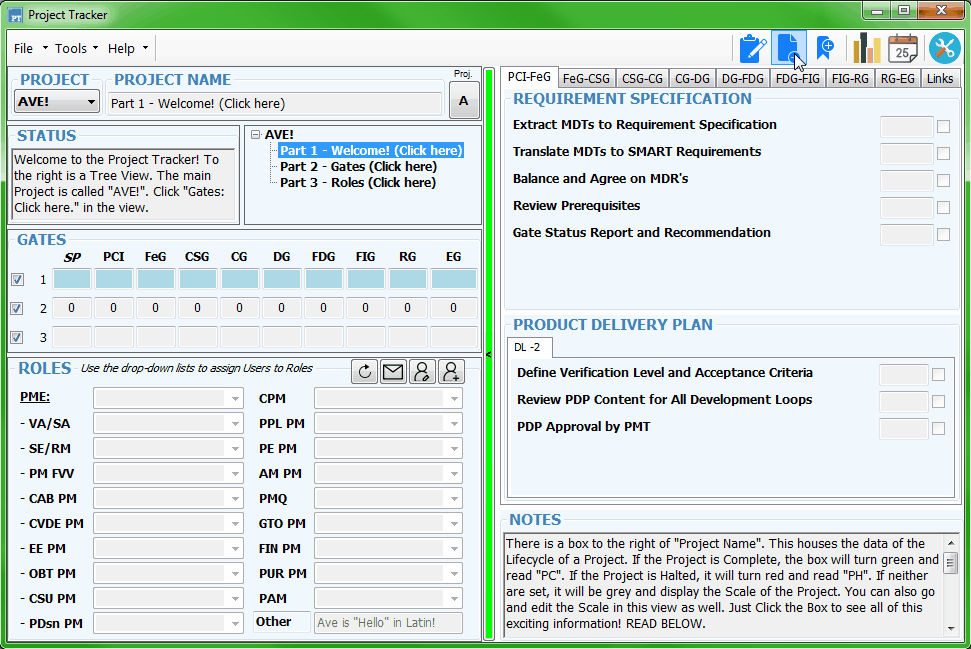 PT Project Tracker
File Tools Help
25
PROJECT PROJECT NAME Proj.
AVE! Part 1 - Welcome! (Click here) A
STATUS
Welcome to the Project Tracker! To
the right is a Tree View. The main
Project is called "AVE!". Click "Gates:
Click here." in the view.
AVE!
Part 1 - Welcome! (Click here)
Part 2 - Gates (Click here)
Part 3 - Roles (Click here)
GATES
SP PCI FeG CSG CG DG FDG FIG RG EG
1
2 0 0 0 0 0 0 0 0 0 0
3
<
ROLES Use the drop-down lists to assign Users to Roles
PME: CPM
- VA/SA PPL PM
- SE/RM PE PM
- PM FVV AM PM
- CAB PM PMQ
- CVDE PM GTO PM
- EE PM FIN PM
- OBT PM PUR PM
- CSU PM PAM
- PDsn PM Other Ave is "Hello" in Latin!
PCI-FeG FeG-CSG CSG-CG CG-DG DG-FDG FDG-FIG FIG-RG RG-EG Links
REQUIREMENT SPECIFICATION
Extract MDTs to Requirement Specification
Translate MDTs to SMART Requirements
Balance and Agree on MDR's
Review Prerequisites
Gate Status Report and Recommendation
PRODUCT DELIVERY PLAN
DL -2
Define Verification Level and Acceptance Criteria
Review PDP Content for All Development Loops
PDP Approval by PMT
NOTES
There is a box to the right of "Project Name". This houses the data of the
Lifecycle of a Project. If the Project is Complete, the box will turn green and
read "PC". If the Project is Halted, it will turn red and read "PH". If neither
are set, it will be grey and display the Scale of the Project. You can also go
and edit the Scale in this view as well. Just Click the Box to see all of this
exciting information! READ BELOW.